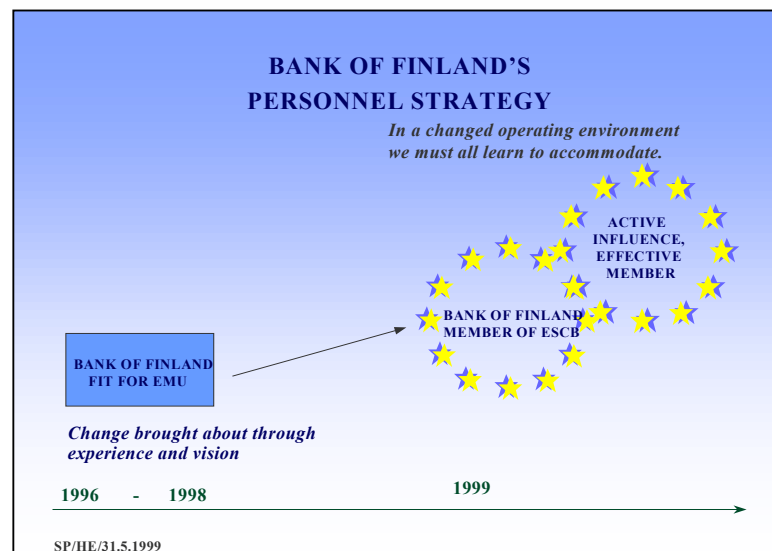 BANK OF FINLAND'S
PERSONNEL STRATEGY
In a changed operating environment
we must all learn to accommodate.
ACTIVE
INFLUENCE,
EFFECTIVE
MEMBER
BANK OF FINLAND -
MEMBER OF ESCB
BANK OF FINLAND
FIT FOR EMU
Change brought about through
experience and vision
1996 - 1998
1999
SP/HE/31.5.1999